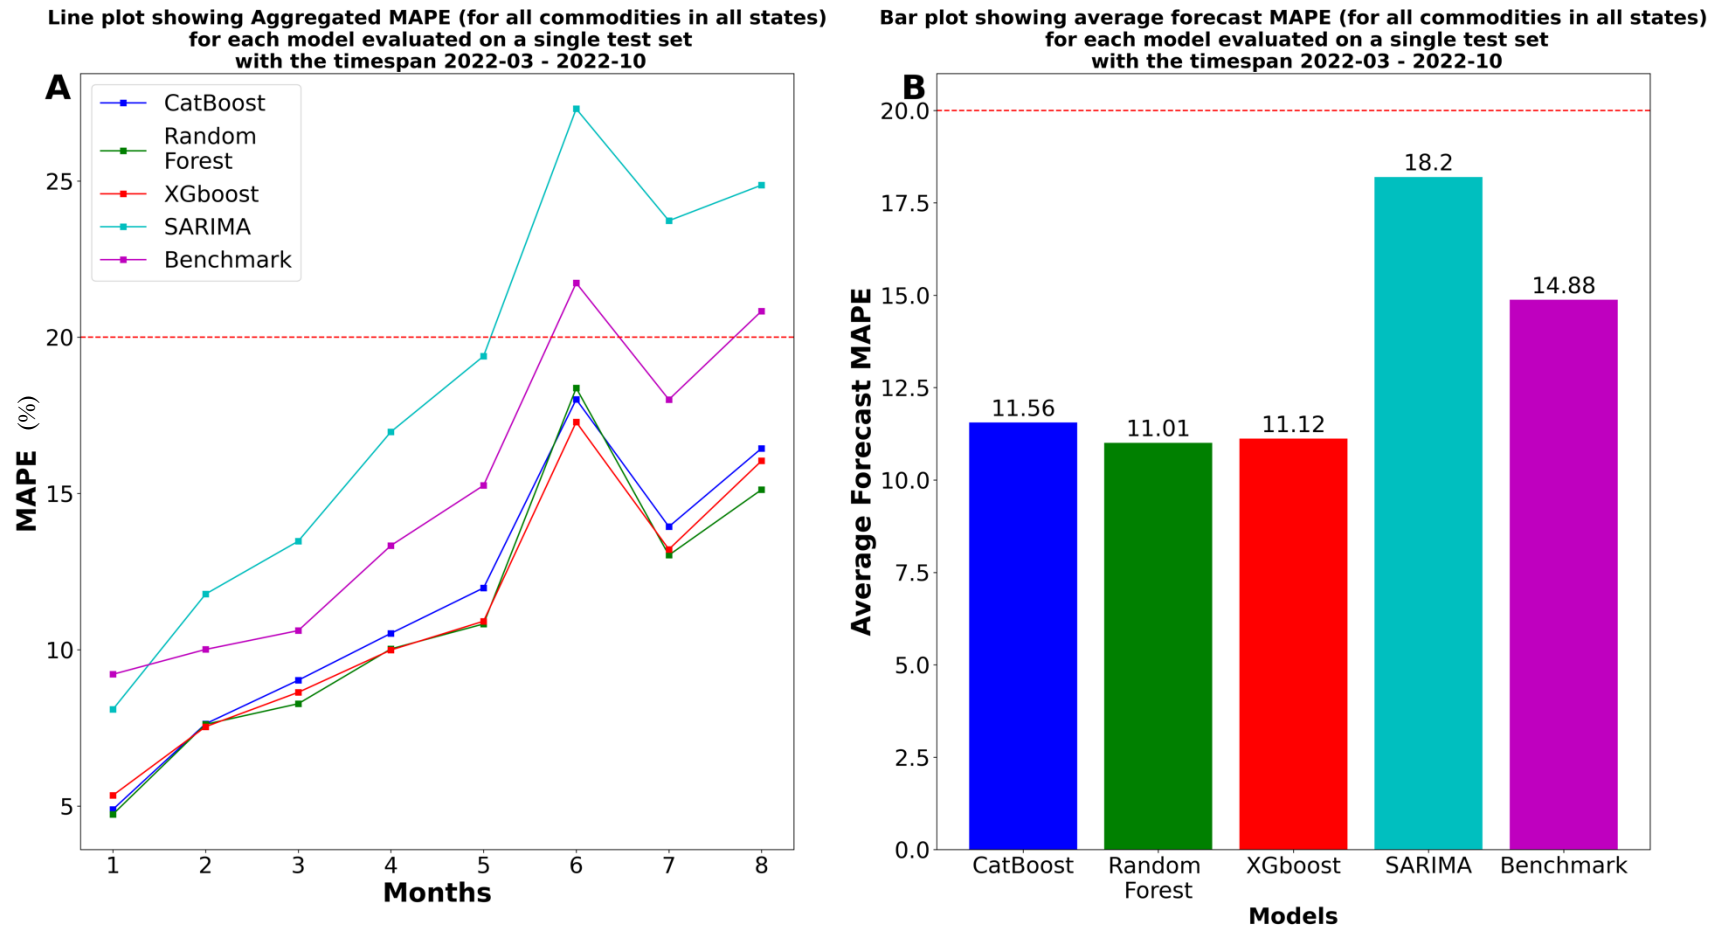 Line plot showing Aggregated MAPE (for all commodities in all states)
for each model evaluated on a single test set
with the timespan 2022-03 - 2022-10
A
CatBoost
Random
Forest
XGboost
SARIMA
Benchmark
25
20
15
10
5
MAPE (%)
1 2 3 4 5 6 7 8
Months
Bar plot showing average forecast MAPE (for all commodities in all states)
for each model evaluated on a single test set
with the timespan 2022-03 - 2022-10
B
20.0
17.5
15.0
12.5
10.0
7.5
5.0
2.5
0.0
Average Forecast MAPE
11.56
11.01
11.12
18.2
14.88
CatBoost Random XGboost SARIMA Benchmark
Forest
Models